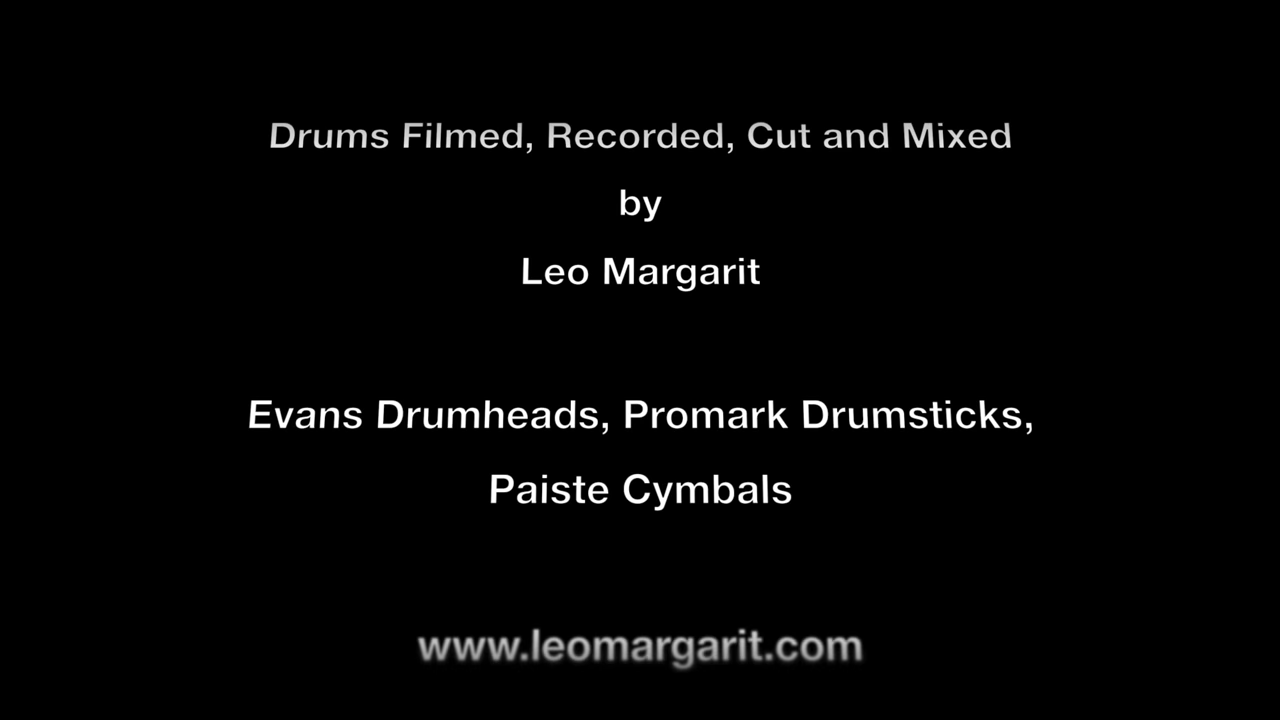 Drums Filmed, Recorded, Cut and Mixed
by
Leo Margarit
Evans Drumheads, Promark Drumsticks,
Paiste Cymbals
www.leomargarit.com